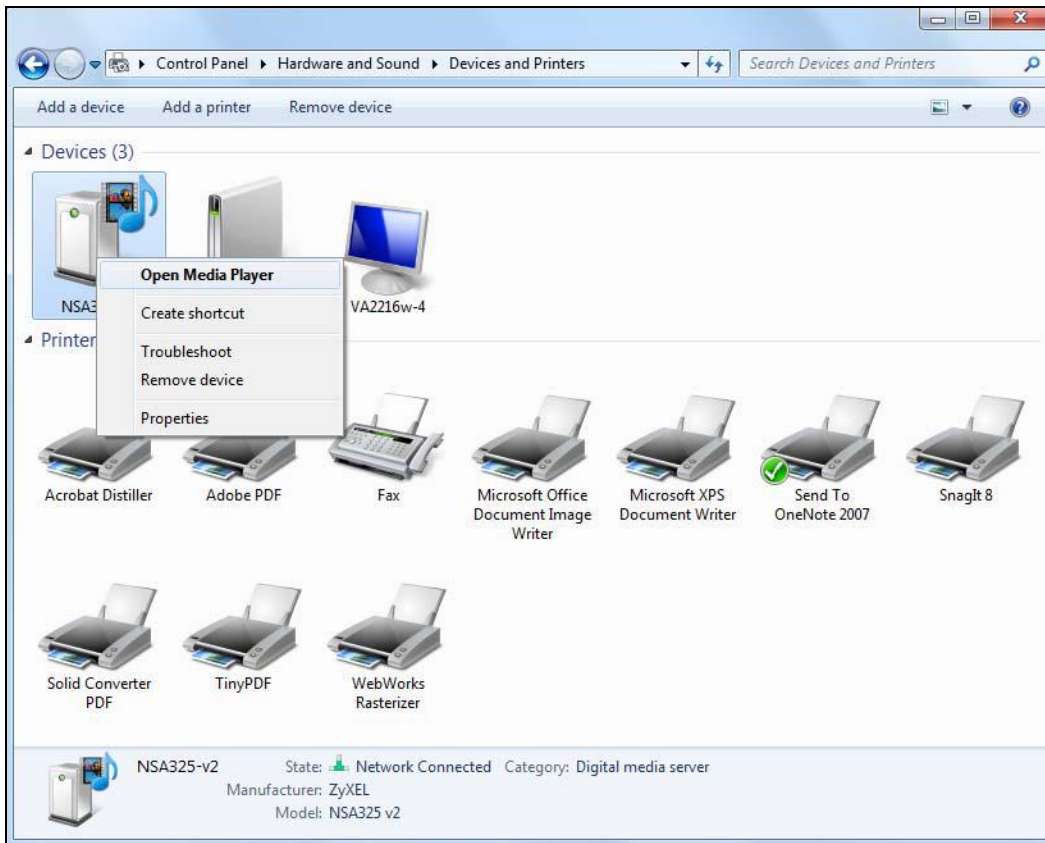 Control Panel Hardware and Sound Devices and Printers Search Devices and Printers
Add a device Add a printer Remove device
Devices (3)
Open Media Player
NSA3
Create shortcut
VA2216w-4
Printer
Troubleshoot
Remove device
Properties
Acrobat Distiller
Adobe PDF
Fax
Microsoft Office
Document Image
Writer
Microsoft XPS
Document Writer
Send To
OneNote 2007
SnagIt 8
Solid Converter
PDF
TinyPDF
WebWorks
Rasterizer
NSA325-v2 State: Network Connected Category: Digital media server
Manufacturer: ZyXEL
Model: NSA325 v2